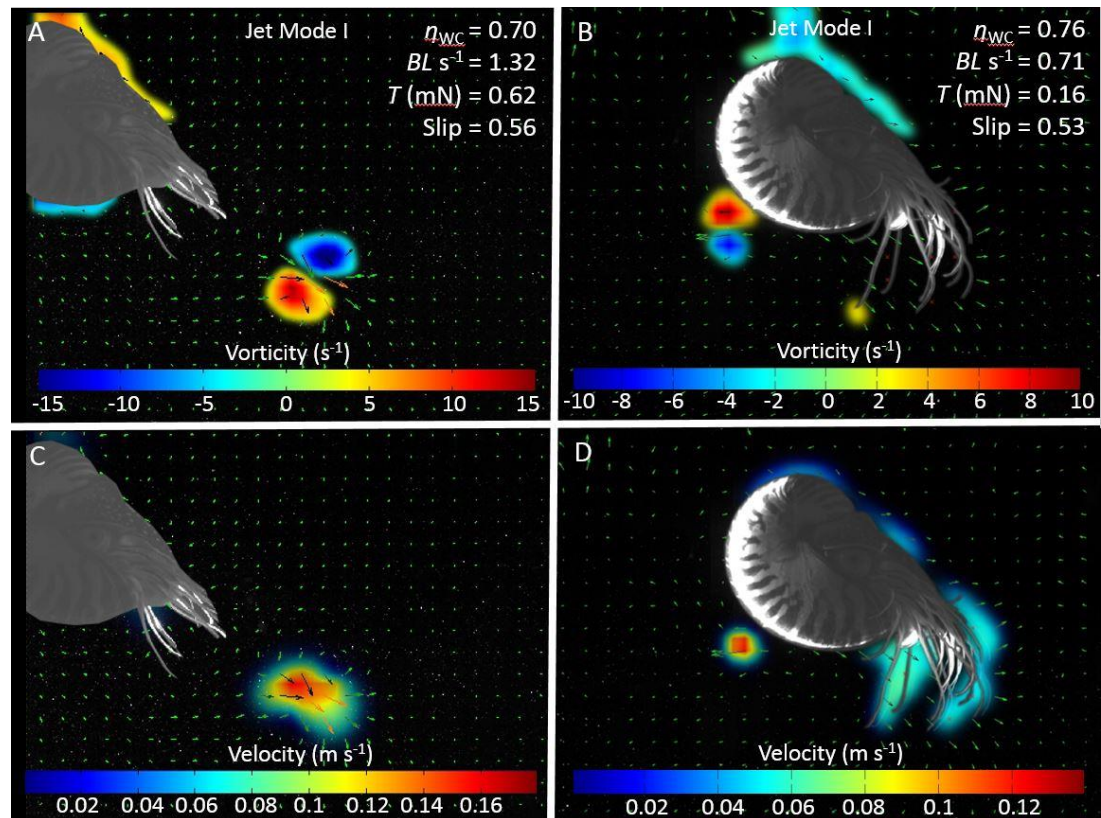 A
Jet Mode I
ηWC = 0.70
BL s⁻¹ = 1.32
T (mN) = 0.62
Slip = 0.56
Vorticity (s⁻¹)
-15 -10 -5 0 5 10 15
B
Jet Mode I
ηWC = 0.76
BL s⁻¹ = 0.71
T (mN) = 0.16
Slip = 0.53
Vorticity (s⁻¹)
-10 -8 -6 -4 -2 0 2 4 6 8 10
C
Velocity (m s⁻¹)
0.02 0.04 0.06 0.08 0.1 0.12 0.14 0.16
D
Velocity (m s⁻¹)
0.02 0.04 0.06 0.08 0.1 0.12